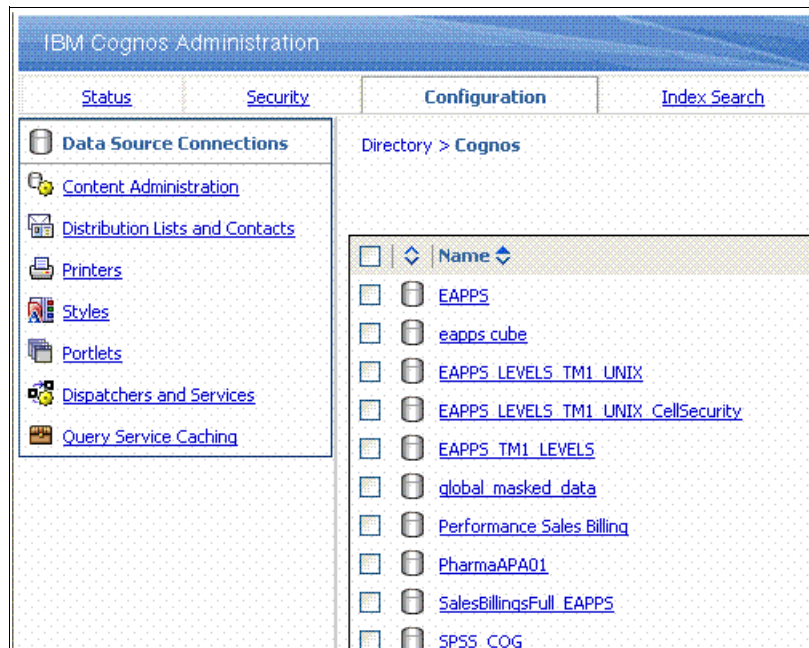 IBM Cognos Administration
Status Security Configuration Index Search
Data Source Connections
Content Administration
Distribution Lists and Contacts
Printers
Styles
Portlets
Dispatchers and Services
Query Service Caching
Directory > Cognos
Name
EAPPS
eapps cube
EAPPS_LEVELS_TM1_UNIX
EAPPS_LEVELS_TM1_UNIX_CellSecurity
EAPPS_TM1_LEVELS
global_masked_data
Performance Sales Billing
PharmaAPA01
SalesBillingsFull_EAPPS
SPSS_COG